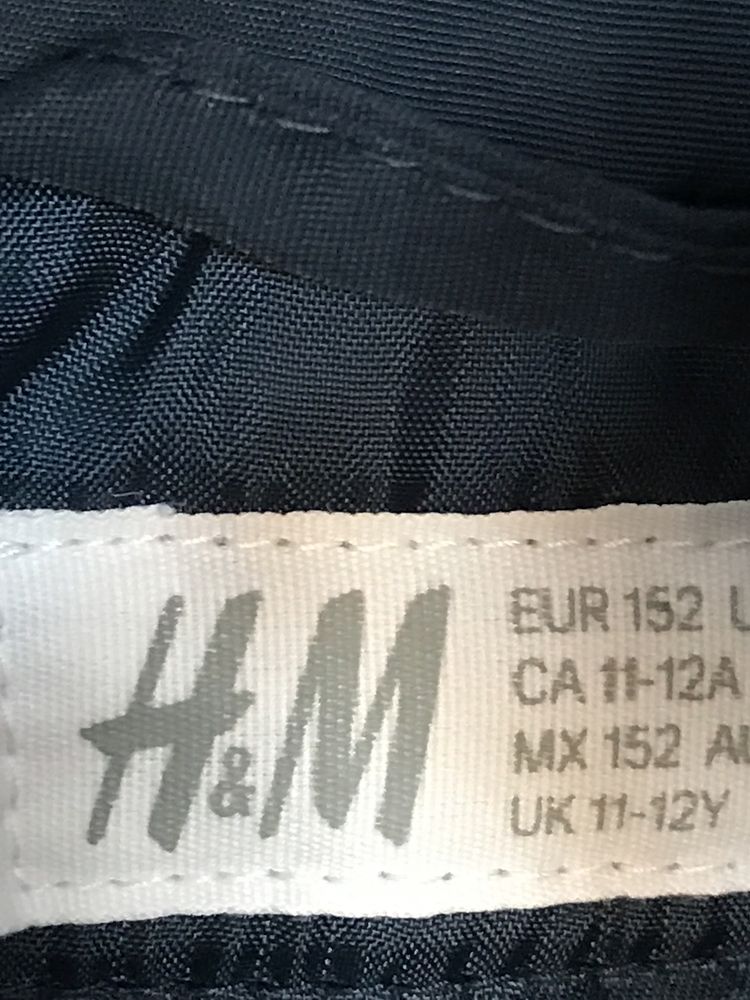 H&M
EUR 152 U
CA 11-12A
MX 152 A
UK 11-12Y